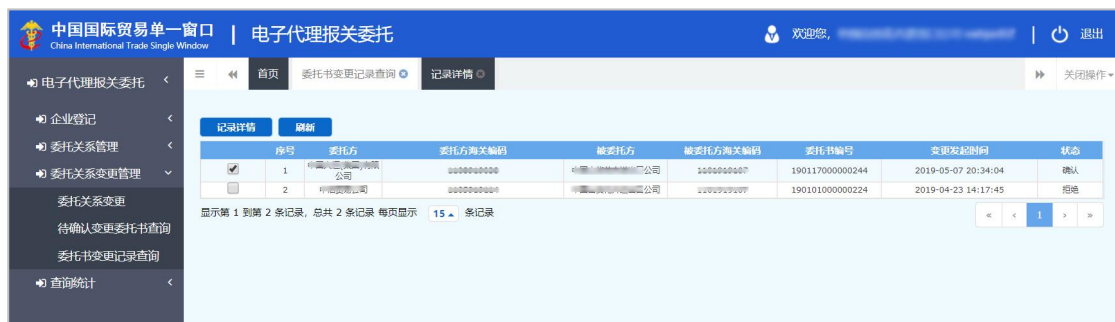 中国国际贸易单一窗口 | 电子代理报关委托
China International Trade Single Window
欢迎您,
退出
电子代理报关委托
首页 委托书变更记录查询 记录详情 关闭操作
企业登记
委托关系管理
委托关系变更管理
委托关系变更
待确认变更委托书查询
委托书变更记录查询
查询统计
记录详情 刷新
序号 委托方 委托方海关编码 被委托方 被委托方海关编码 委托书编号 变更发起时间 状态
1 公司 公司 190117000000244 2019-05-07 20:34:04 确认
2 公司 公司 190101000000224 2019-04-23 14:17:45 拒绝
显示第 1 到第 2 条记录, 总共 2 条记录 每页显示 15 条记录
« ‹ 1 › »